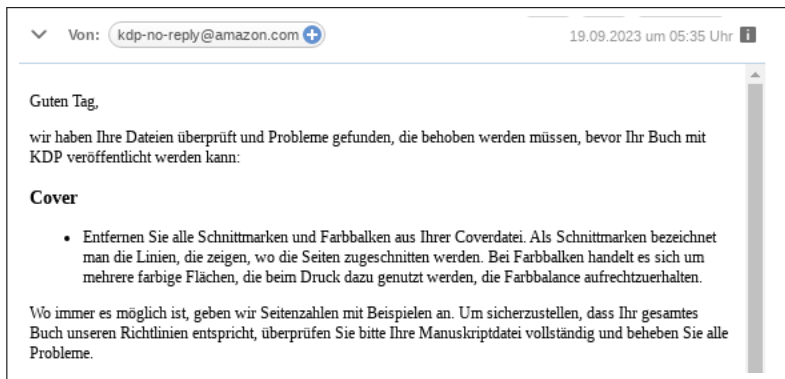 Von: kdp-no-reply@amazon.com
19.09.2023 um 05:35 Uhr
Guten Tag,
wir haben Ihre Dateien überprüft und Probleme gefunden, die behoben werden müssen, bevor Ihr Buch mit
KDP veröffentlicht werden kann:
Cover
• Entfernen Sie alle Schnittmarken und Farbbalken aus Ihrer Coverdatei. Als Schnittmarken bezeichnet
man die Linien, die zeigen, wo die Seiten zugeschnitten werden. Bei Farbbalken handelt es sich um
mehrere farbige Flächen, die beim Druck dazu genutzt werden, die Farbbalance aufrechtzuerhalten.
Wo immer es möglich ist, geben wir Seitenzahlen mit Beispielen an. Um sicherzustellen, dass Ihr gesamtes
Buch unseren Richtlinien entspricht, überprüfen Sie bitte Ihre Manuskriptdatei vollständig und beheben Sie alle
Probleme.